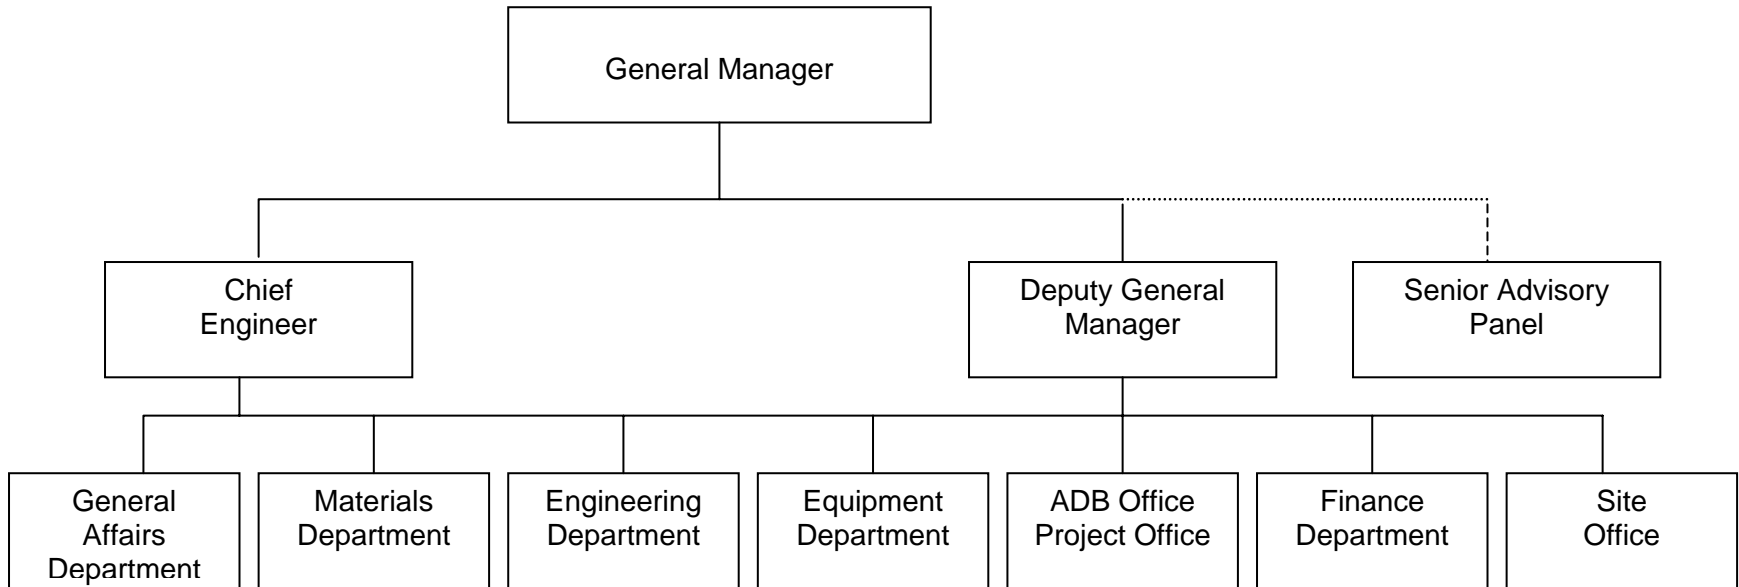 General Manager
Chief
Engineer
Deputy General
Manager
Senior Advisory
Panel
General
Affairs
Department
Materials
Department
Engineering
Department
Equipment
Department
ADB Office
Project Office
Finance
Department
Site
Office